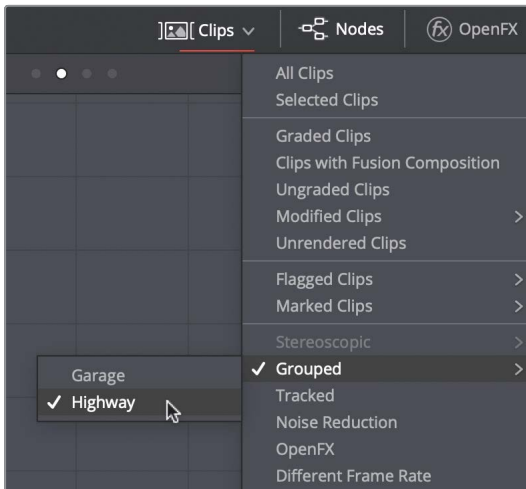 Clips
Nodes
fx OpenFX
All Clips
Selected Clips
Graded Clips
Clips with Fusion Composition
Ungraded Clips
Modified Clips
Unrendered Clips
Flagged Clips
Marked Clips
Stereoscopic
Grouped
Garage
Highway
Tracked
Noise Reduction
OpenFX
Different Frame Rate